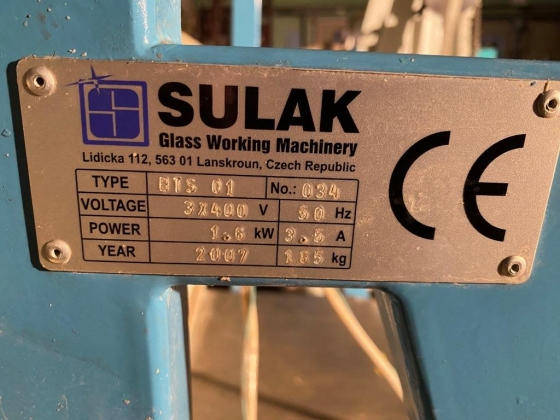 SULAK
Glass Working Machinery
Lidicka 112, 563 01 Lanskroun, Czech Republic
TYPE BTS 01 No.: 034
VOLTAGE 3X400 V 50 Hz
POWER 1.6 kW 3.5 A
YEAR 2007 185 kg
CE